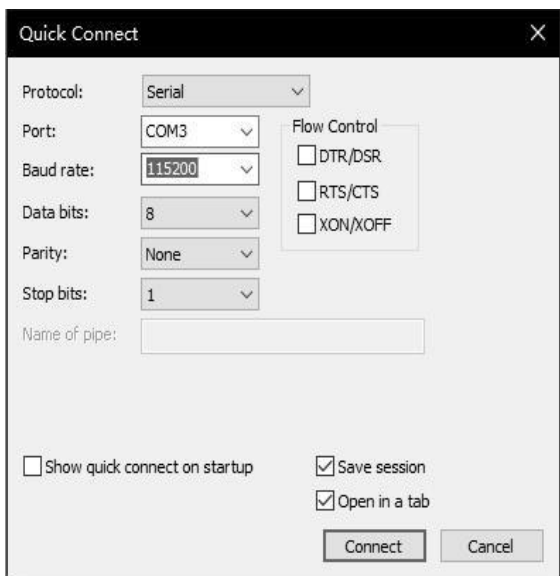 Quick Connect
Protocol: Serial
Port: COM3
Flow Control
DTR/DSR
Baud rate: 115200
RTS/CTS
Data bits: 8
XON/XOFF
Parity: None
Stop bits: 1
Name of pipe:
Show quick connect on startup
Save session
Open in a tab
Connect
Cancel